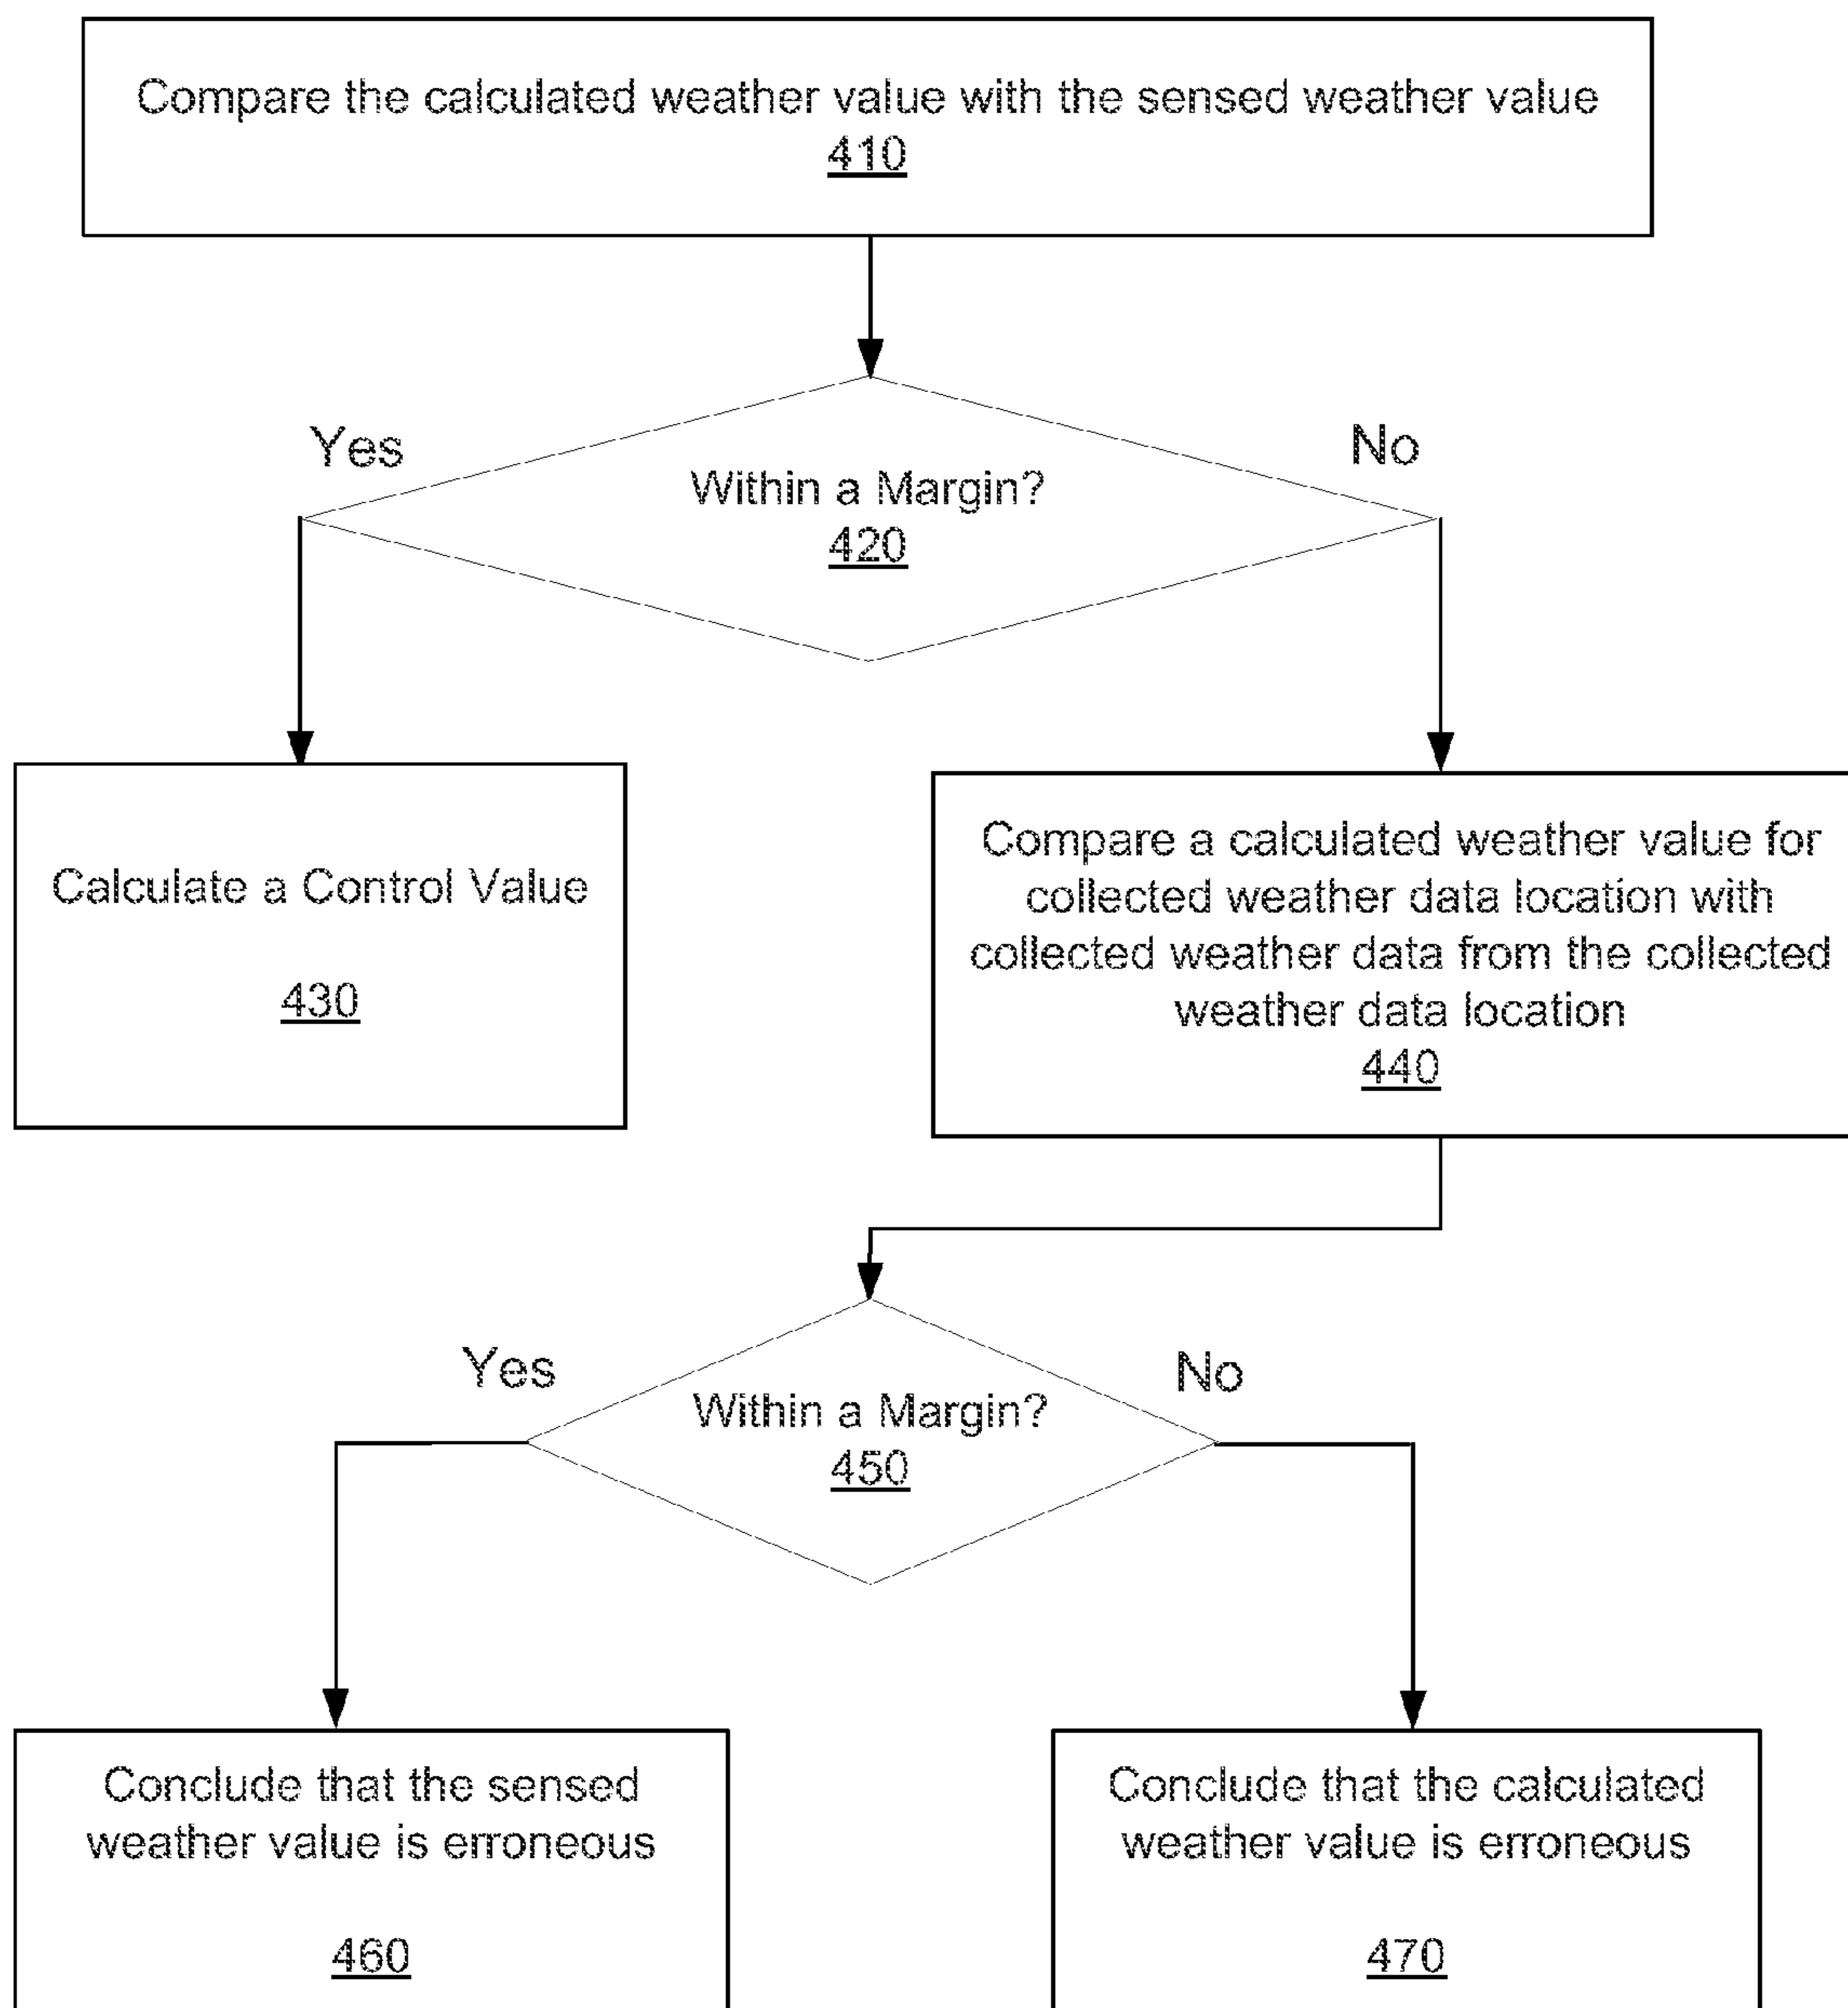 Compare the calculated weather value with the sensed weather value
410
Yes
No
Within a Margin?
420
Calculate a Control Value
430
Compare a calculated weather value for
collected weather data location with
collected weather data from the collected
weather data location
440
Yes
No
Within a Margin?
450
Conclude that the sensed
weather value is erroneous
460
Conclude that the calculated
weather value is erroneous
470